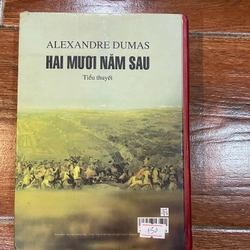 ALEXANDRE DUMAS
HAI MƯƠI NĂM SAU
Tiểu thuyết